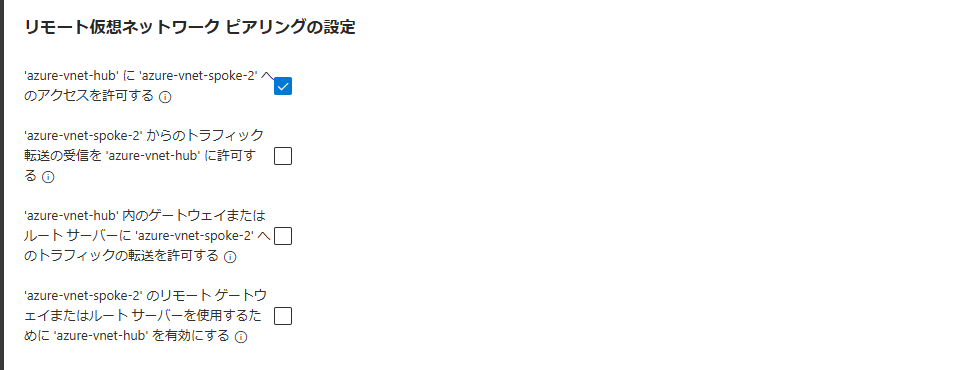 リモート仮想ネットワーク ピアリングの設定
'azure-vnet-hub' に 'azure-vnet-spoke-2' へ
のアクセスを許可する
'azure-vnet-spoke-2' からのトラフィック
転送の受信を 'azure-vnet-hub' に許可す
る
'azure-vnet-hub' 内のゲートウェイまたは
ルート サーバーに 'azure-vnet-spoke-2' へ
のトラフィックの転送を許可する
'azure-vnet-spoke-2' のリモート ゲートウ
ェイまたはルート サーバーを使用するた
めに 'azure-vnet-hub' を有効にする